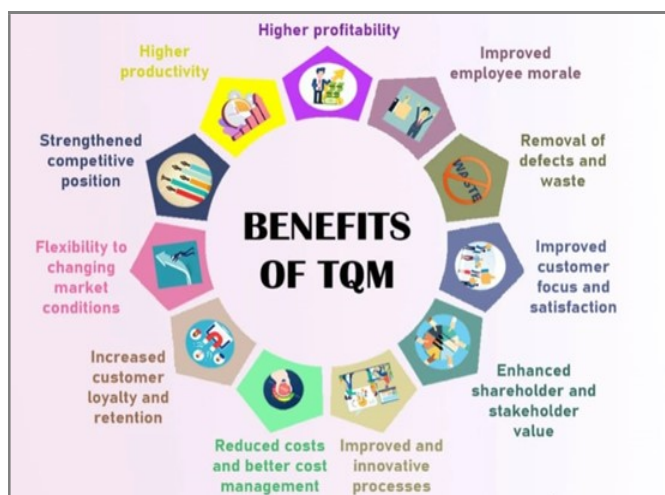 Higher profitability
Improved
employee morale
Removal of
defects and
waste
WASTE
Improved
customer
focus and
satisfaction
Enhanced
shareholder and
stakeholder
value
Improved and
innovative
processes
Reduced costs
and better cost
management
Increased
customer
loyalty and
retention
Flexibility to
changing
market
conditions
Strengthened
competitive
position
Higher
productivity
BENEFITS
OF TQM